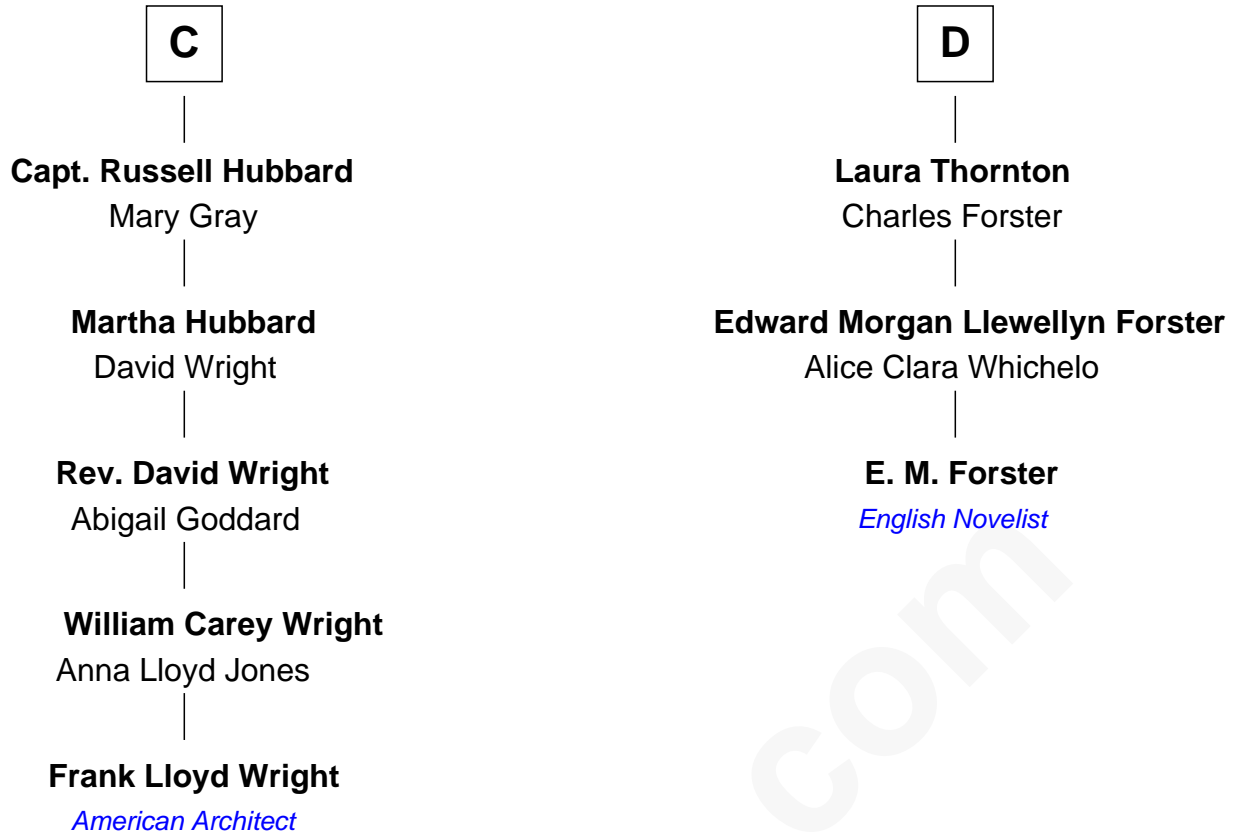 C
Capt. Russell Hubbard
Mary Gray
Martha Hubbard
David Wright
Rev. David Wright
Abigail Goddard
William Carey Wright
Anna Lloyd Jones
Frank Lloyd Wright
American Architect
D
Laura Thornton
Charles Forster
Edward Morgan Llewellyn Forster
Alice Clara Whichelo
E. M. Forster
English Novelist
com